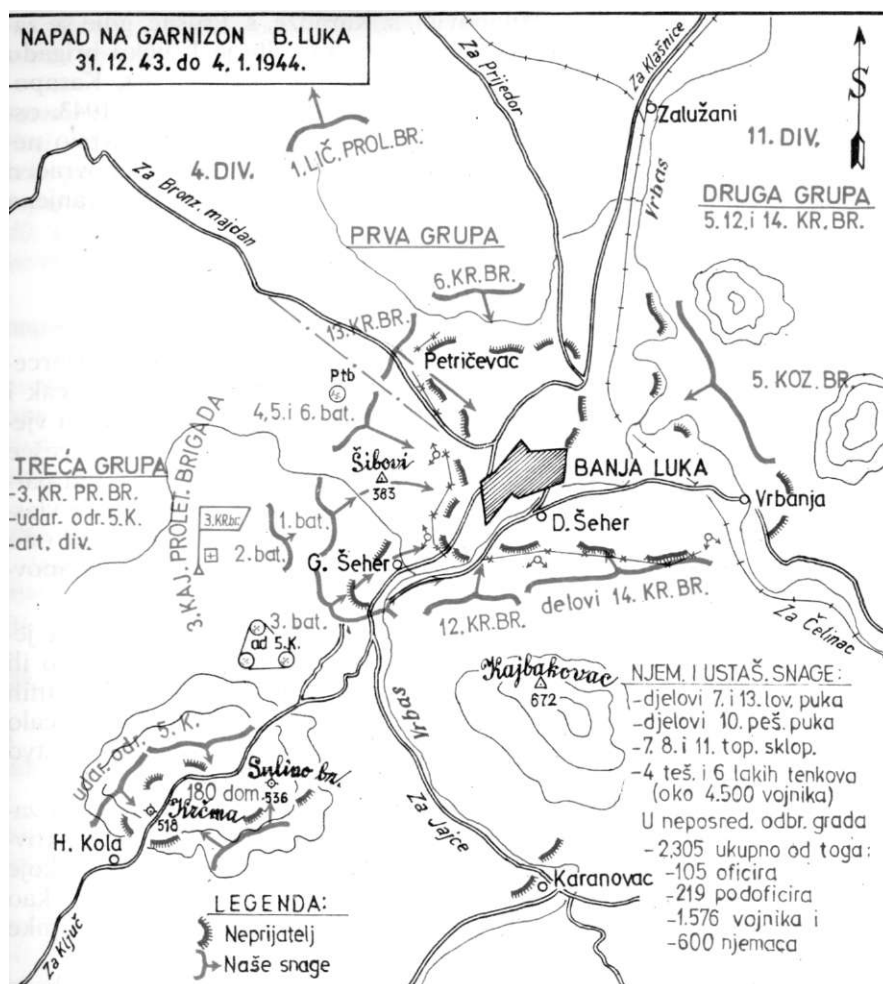 NAPAD NA GARNIZON B. LUKA
31.12.43. do 4.1.1944.
Za Prijedor
Za Klašnice
Zalužani
S
11. DIV.
4. DIV.
1. LIČ. PROL. BR.
Za Bronz. majdan
Vrbas
DRUGA GRUPA
5. 12. i 14. KR. BR.
PRVA GRUPA
6. KR. BR.
13. KR. BR.
Petričevac
Ptb
5. KOZ. BR.
4, 5. i 6. bat.
TREĆA GRUPA
-3. KR. PR. BR.
-udar. odr. 5. K.
-art. div.
3. KAJ. PROLET. BRIGADA
3. KR.br.
Šibovi
383
BANJA LUKA
Vrbanja
1. bat.
2. bat.
D. Šeher
G. Šeher
3. bat.
ad 5. K.
12. KR. BR.
delovi 14. KR. BR.
Za Čelinac
Kajbakovac
672
Vrbas
NJEM. I USTAŠ. SNAGE:
-djelovi 7. i 13. lov. puka
-djelovi 10. peš. puka
-7. 8. i 11. top. sklop.
-4 teš. i 6 lakih tenkova
(oko 4.500 vojnika)
U neposred. odbr. grada
-2,305 ukupno od toga:
-105 oficira
-219 podoficira
-1.576 vojnika i
-600 njemaca
udar. odr. 5. K.
Sulino br.
536
180 dom.
Krčma
518
H. Kola
Za Jajce
Karanovac
Za Ključ
LEGENDA:
Neprijatelj
Naše snage